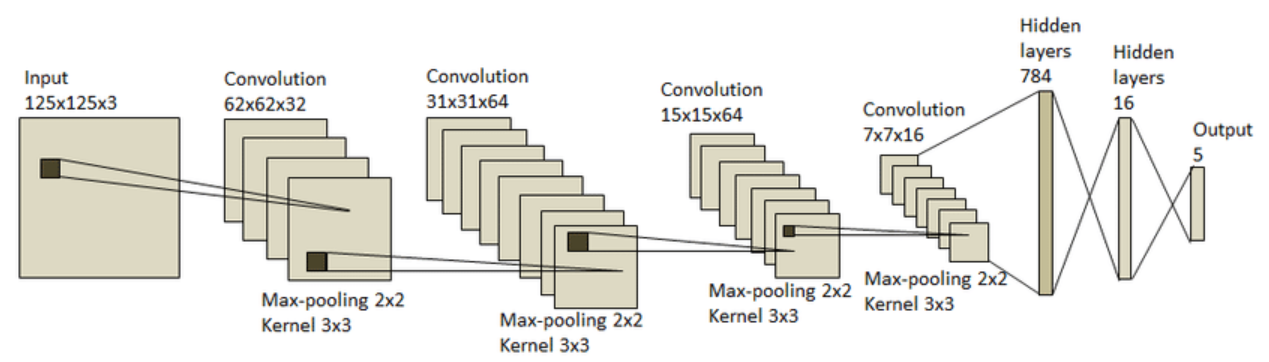 Input
125x125x3
Convolution
62x62x32
Max-pooling 2x2
Kernel 3x3
Convolution
31x31x64
Max-pooling 2x2
Kernel 3x3
Convolution
15x15x64
Max-pooling 2x2
Kernel 3x3
Convolution
7x7x16
Max-pooling 2x2
Kernel 3x3
Hidden
layers
784
Hidden
layers
16
Output
5